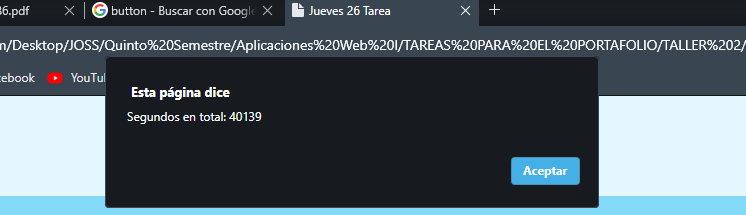 36.pdf
button - Buscar con Google
Jueves 26 Tarea
m/Desktop/JOSS/Quinto%20Semestre/Aplicaciones%20Web%20I/TAREAS%20PARA%20EL%20PORTAFOLIO/TALLER%202/
cebook
YouTu
Esta página dice
Segundos en total: 40139
Aceptar